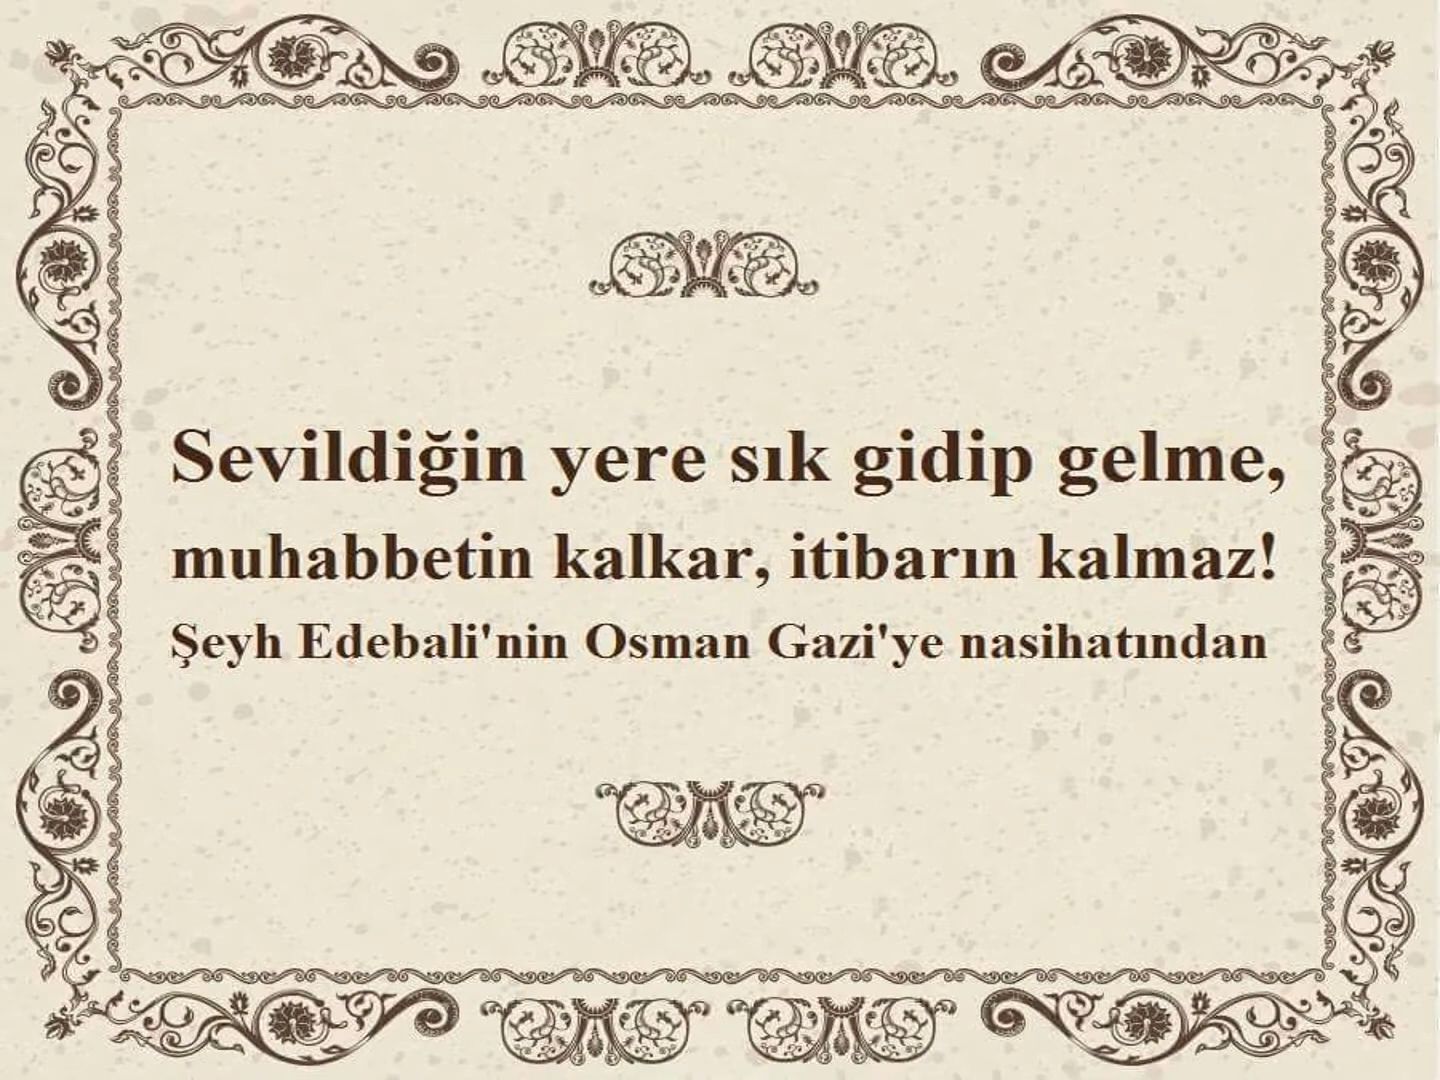 Sevildiğin yere sık gidip gelme,
muhabbetin kalkar, itibarın kalmaz!
Şeyh Edebali'nin Osman Gazi'ye nasihatından